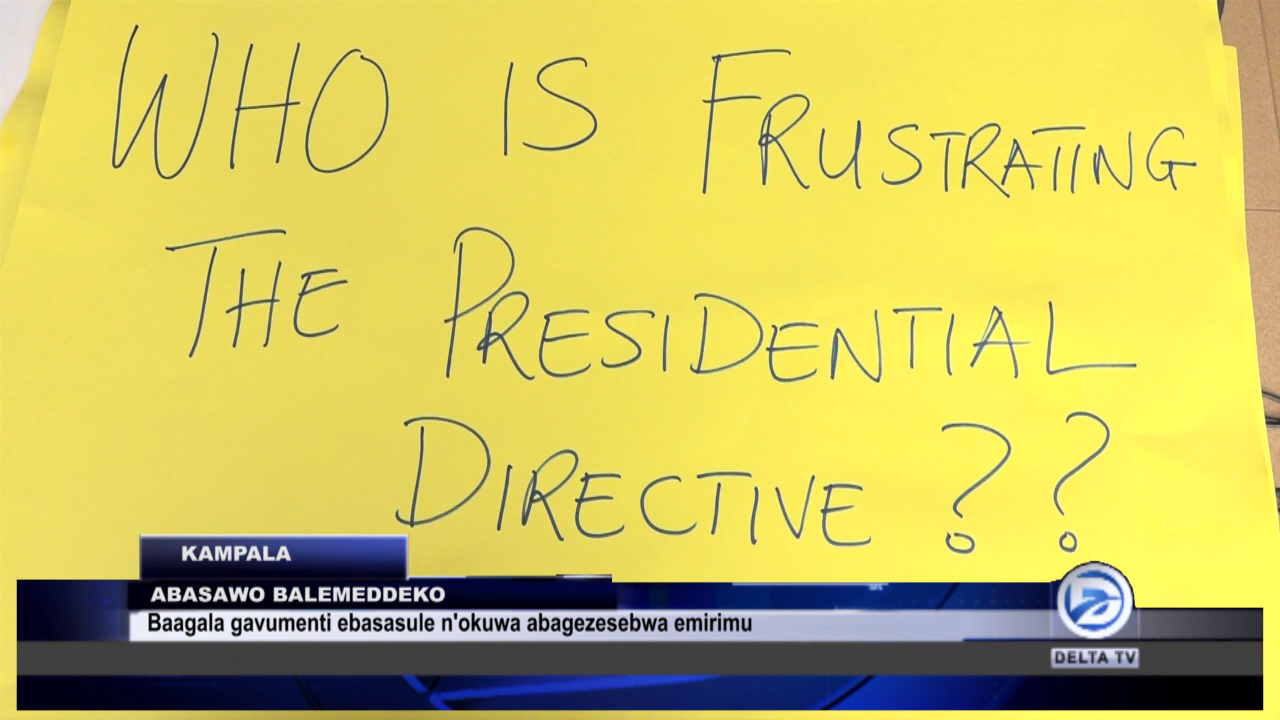 WHO IS FRUSTRATING
THE PRESIDENTIAL
DIRECTIVE ??
KAMPALA
ABASAWO BALEMEDDEKO
Baagala gavumenti ebasasule n'okuwa abagezesebwa emirimu
DELTA TV